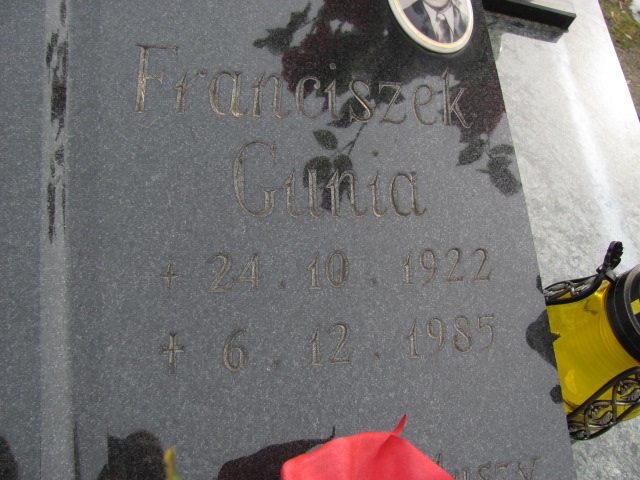 Franciszek
Gunia
+ 24 . 10 . 1922
† 6 . 12 . 1985